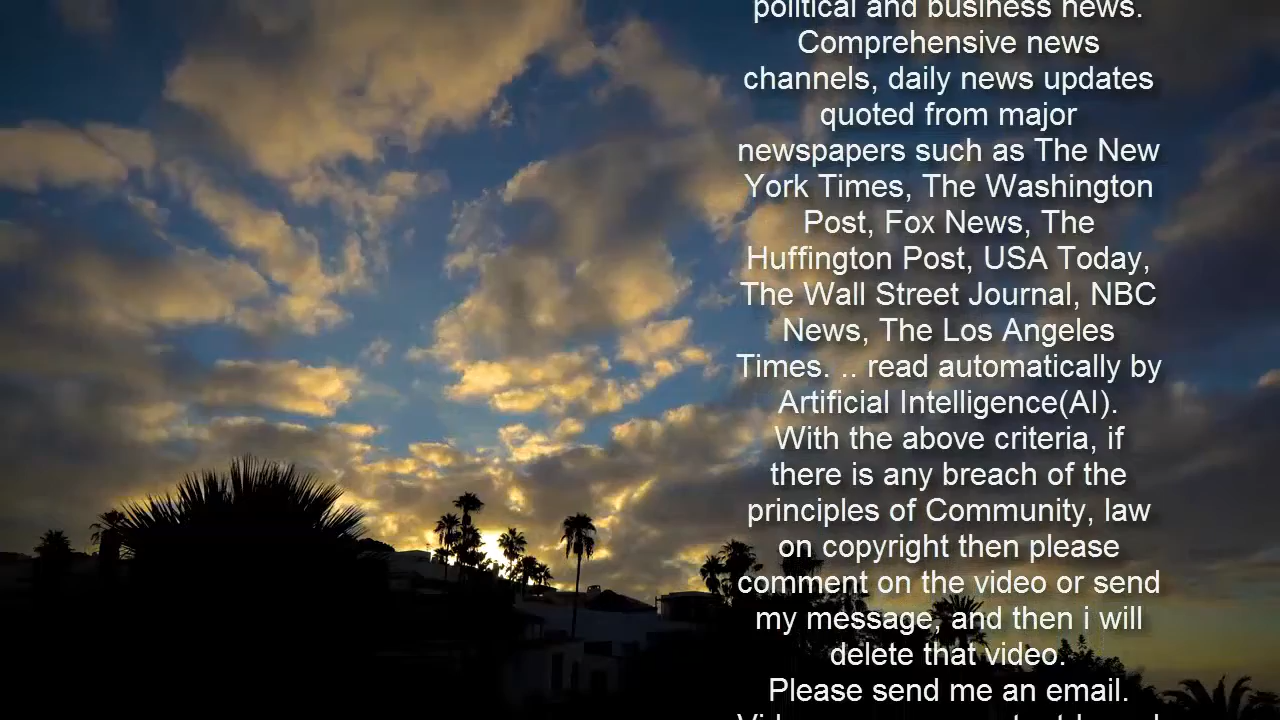 political and business news.
Comprehensive news
channels, daily news updates
quoted from major
newspapers such as The New
York Times, The Washington
Post, Fox News, The
Huffington Post, USA Today,
The Wall Street Journal, NBC
News, The Los Angeles
Times. .. read automatically by
Artificial Intelligence(AI).
With the above criteria, if
there is any breach of the
principles of Community, law
on copyright then please
comment on the video or send
my message, and then i will
delete that video.
Please send me an email.